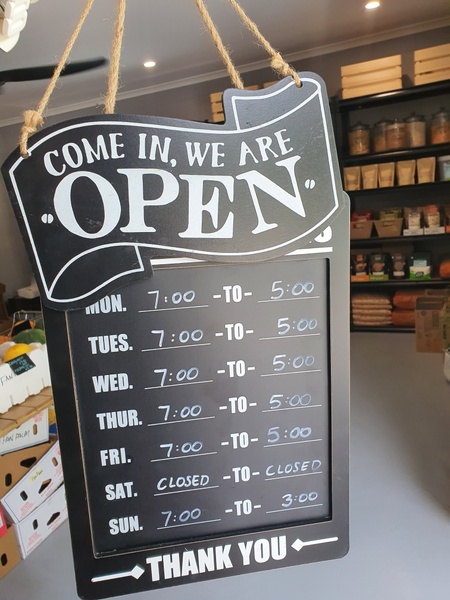 COME IN, WE ARE
OPEN
MON. 7:00 -TO- 5:00
TUES. 7:00 -TO- 5:00
WED. 7:00 -TO- 5:00
THUR. 7:00 -TO- 5:00
FRI. 7:00 -TO- 5:00
SAT. CLOSED -TO- CLOSED
SUN. 7:00 -TO- 3:00
THANK YOU